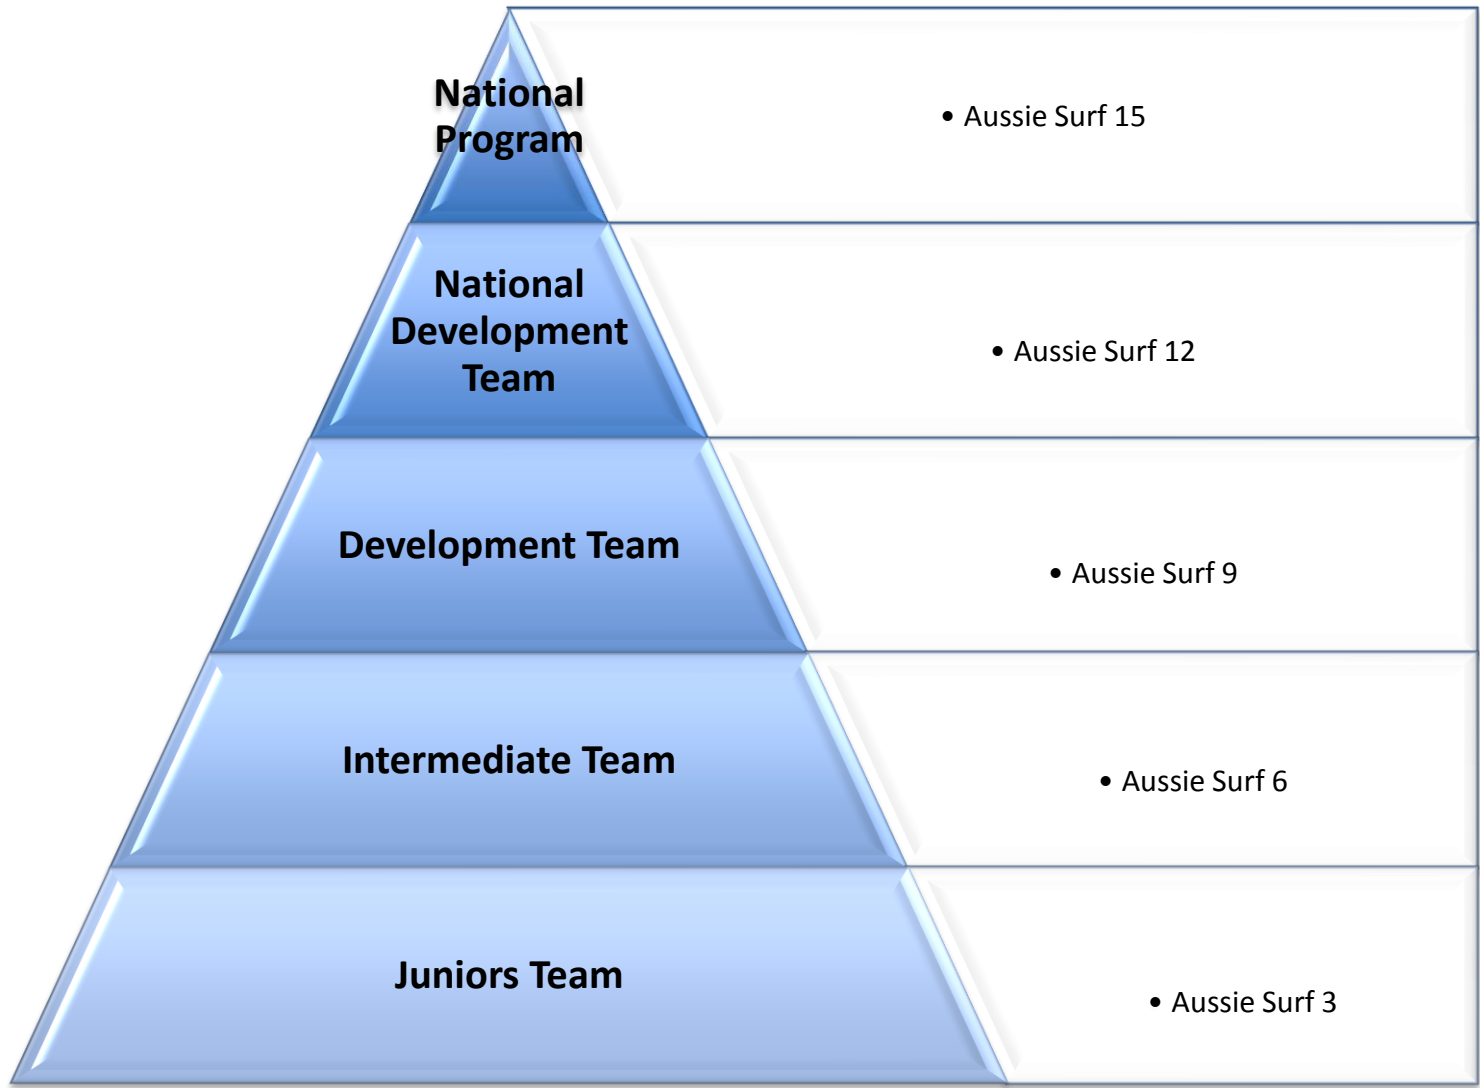 National
Program
• Aussie Surf 15
National
Development
Team
• Aussie Surf 12
Development Team
• Aussie Surf 9
Intermediate Team
• Aussie Surf 6
Juniors Team
• Aussie Surf 3